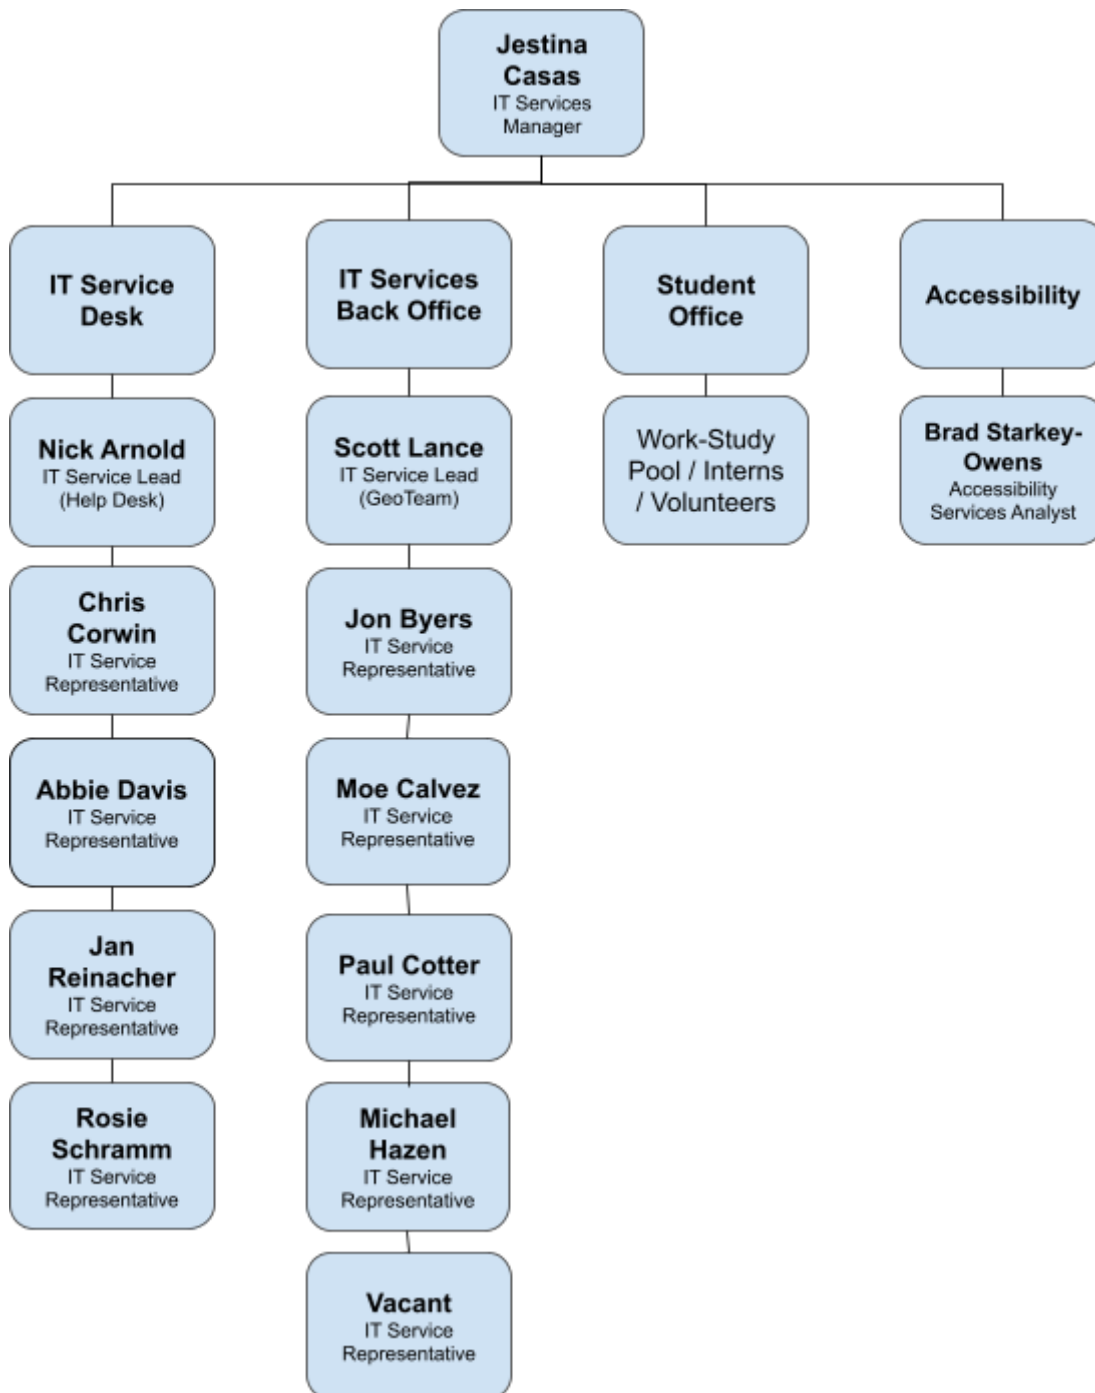 Jestina
Casas
IT Services
Manager
IT Service
Desk
IT Services
Back Office
Student
Office
Accessibility
Nick Arnold
IT Service Lead
(Help Desk)
Scott Lance
IT Service Lead
(GeoTeam)
Work-Study
Pool / Interns
/ Volunteers
Brad Starkey-
Owens
Accessibility
Services Analyst
Chris
Corwin
IT Service
Representative
Jon Byers
IT Service
Representative
Abbie Davis
IT Service
Representative
Moe Calvez
IT Service
Representative
Jan
Reinacher
IT Service
Representative
Paul Cotter
IT Service
Representative
Rosie
Schramm
IT Service
Representative
Michael
Hazen
IT Service
Representative
Vacant
IT Service
Representative